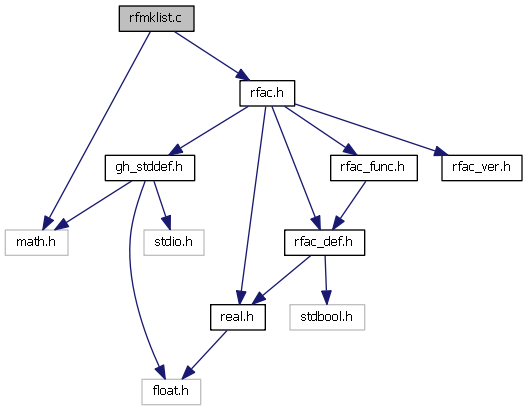 rfmklist.c
rfac.h
gh_stddef.h
rfac_func.h
rfac_ver.h
math.h
stdio.h
rfac_def.h
real.h
stdbool.h
float.h